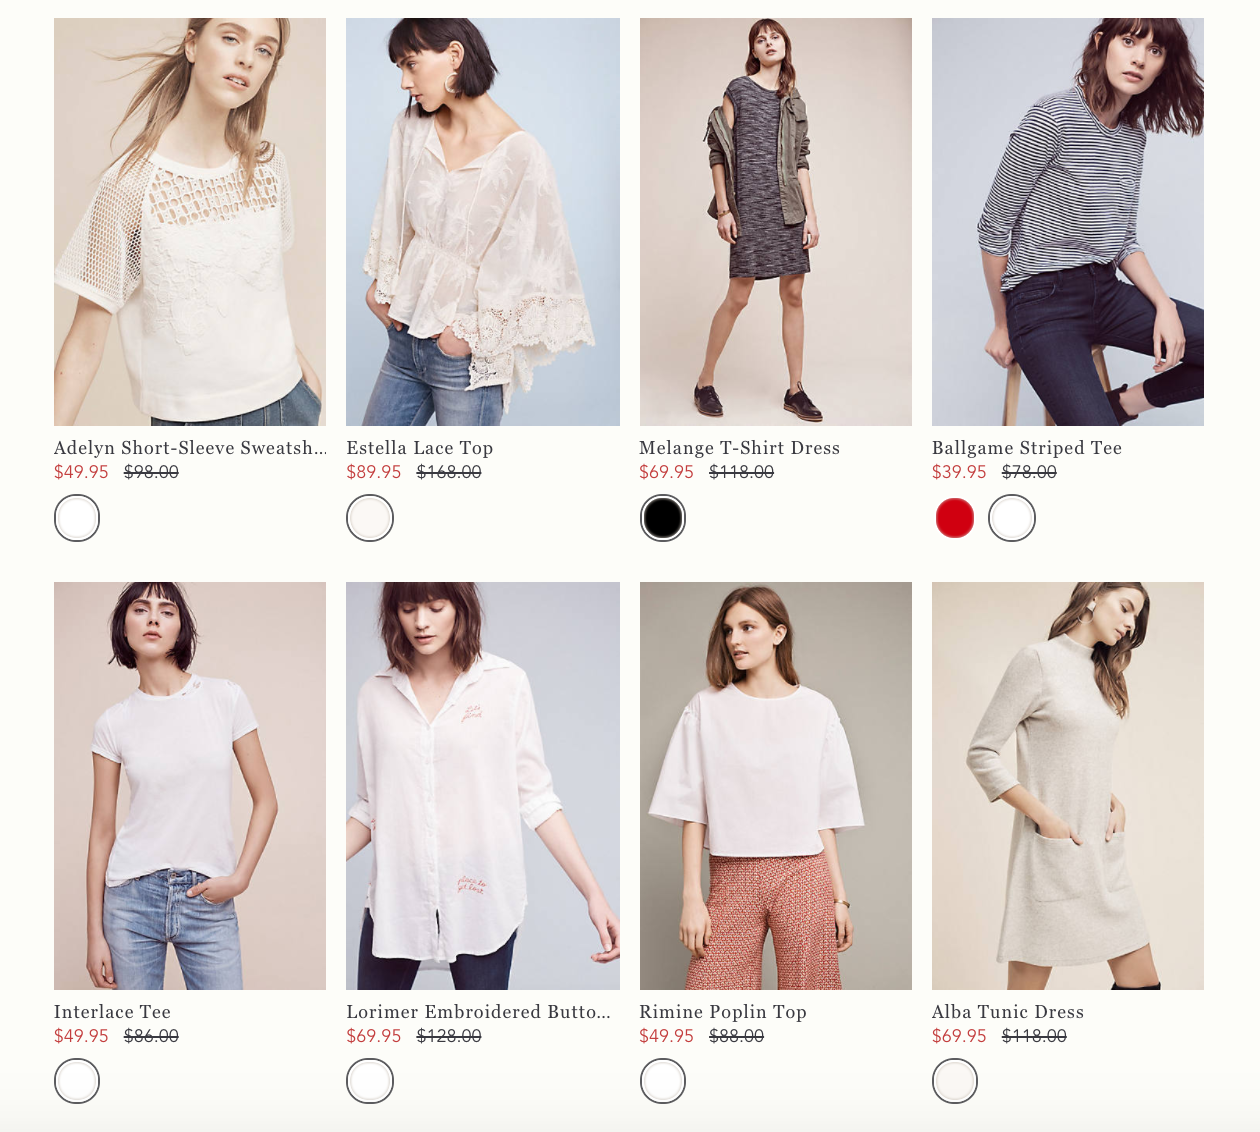 Adelyn Short-Sleeve Sweatsh...
$49.95 $98.00
Estella Lace Top
$89.95 $168.00
Melange T-Shirt Dress
$69.95 $118.00
Ballgame Striped Tee
$39.95 $78.00
Interlace Tee
$49.95 $86.00
Lorimer Embroidered Butto...
$69.95 $128.00
Rimine Poplin Top
$49.95 $88.00
Alba Tunic Dress
$69.95 $118.00